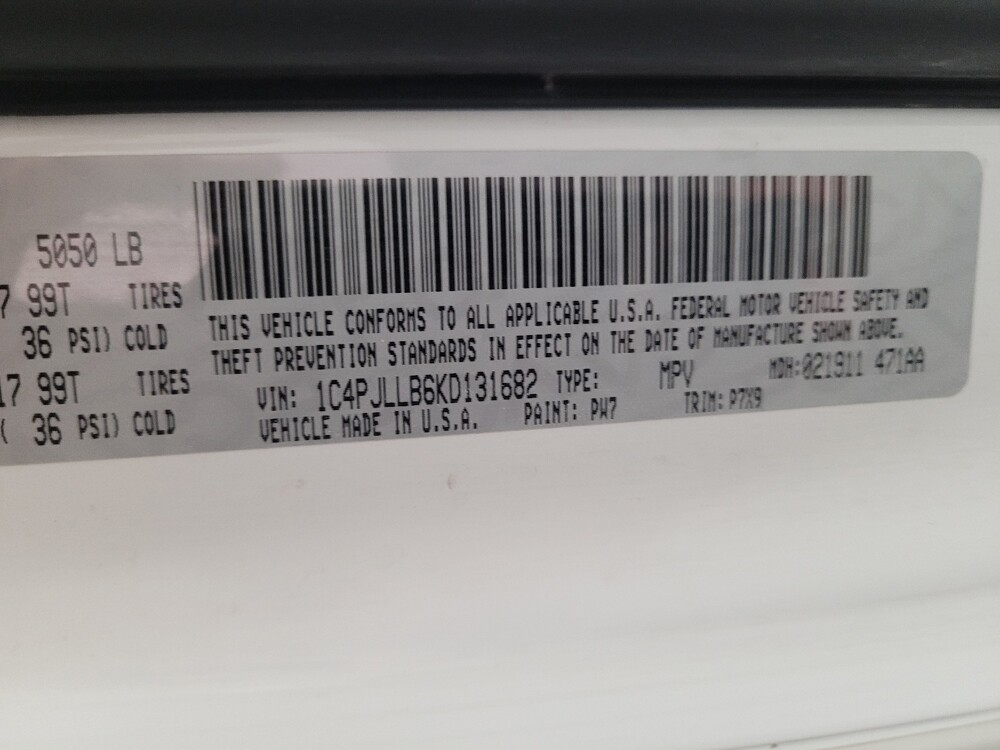 5050 LB
7 99T TIRES
36 PSI) COLD
17 99T TIRES
( 36 PSI) COLD
THIS VEHICLE CONFORMS TO ALL APPLICABLE U.S.A. FEDERAL MOTOR VEHICLE SAFETY AND
THEFT PREVENTION STANDARDS IN EFFECT ON THE DATE OF MANUFACTURE SHOWN ABOVE.
VIN: 1C4PJLLB6KD131682 TYPE: MPV MDH:021911 471AA
VEHICLE MADE IN U.S.A. PAINT: PW7 TRIM: P7X9